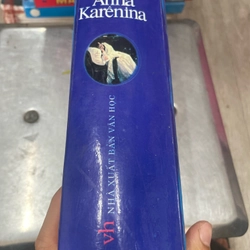 Anna
Karênina
vh NHÀ XUẤT BẢN VĂN HỌC